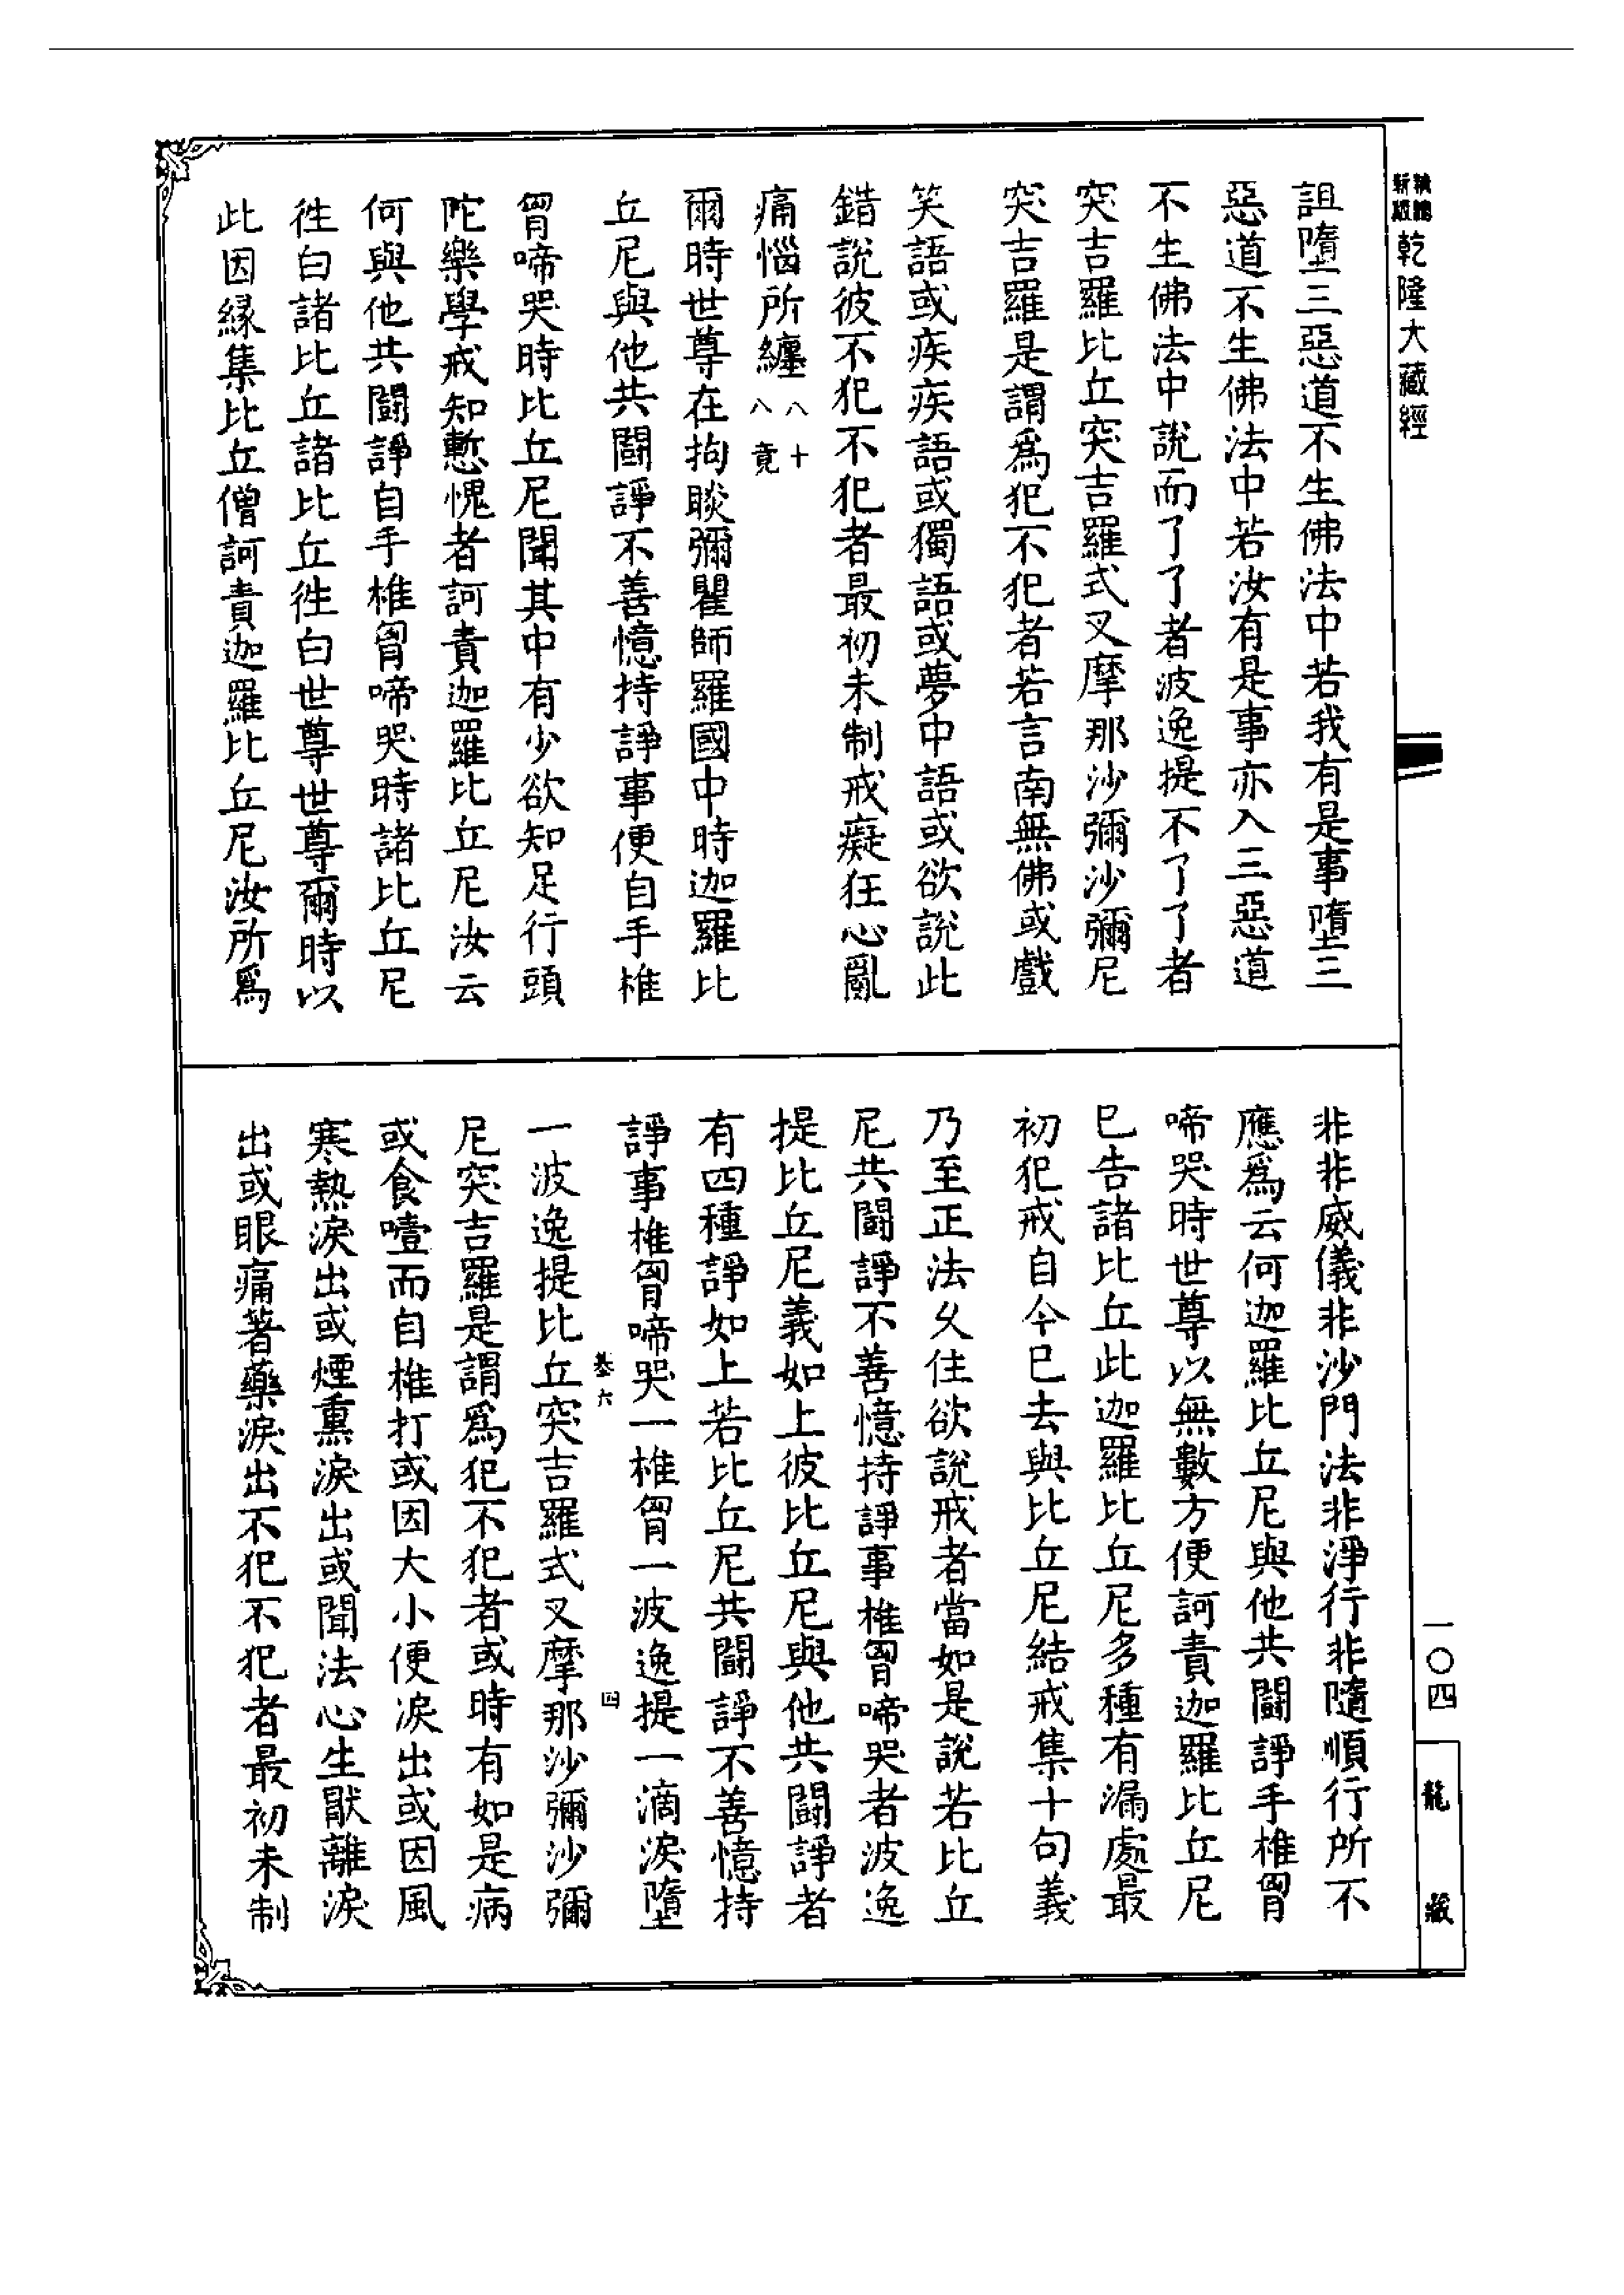 新版
乾隆大藏經
詛墮三惡道不生佛法中若我有是事墮三
惡道不生佛法中若汝有是事亦入三惡道
不生佛法中說而了了者波逸提不了了者
突吉羅比丘突吉羅式叉摩那沙彌沙彌尼
突吉羅是謂爲犯不犯者若言南無佛或戲
笑語或疾疾語或獨語或夢中語或欲說此
錯說彼不犯不犯者最初未制戒癡狂心亂
痛惱所纏八十
八竟
爾時世尊在拘睒彌瞿師羅國中時迦羅比
丘尼與他共鬪諍不善憶持諍事便自手椎
胷啼哭時比丘尼聞其中有少欲知足行頭
陀樂學戒知慙愧者訶責迦羅比丘尼汝云
何與他共鬪諍自手椎胷啼哭時諸比丘尼
徃白諸比丘諸比丘徃白世尊世尊爾時以
此因緣集比丘僧訶責迦羅比丘尼汝所爲
非非威儀非沙門法非淨行非隨順行所不
應爲云何迦羅比丘尼與他共鬪諍手椎胷
啼哭時世尊以無數方便訶責迦羅比丘尼
巳告諸比丘此迦羅比丘尼多種有漏處最
初犯戒自今巳去與比丘尼結戒集十句義
乃至正法久住欲說戒者當如是說若比丘
尼共鬪諍不善憶持諍事椎胷啼哭者波逸
提比丘尼義如上彼比丘尼與他共鬪諍者
有四種諍如上若比丘尼共鬪諍不善憶持
諍事椎胷啼哭一椎胷一波逸提一滴淚墮
基六
四
一波逸提比丘突吉羅式叉摩那沙彌沙彌
尼突吉羅是謂爲犯不犯者或時有如是病
或食噎而自椎打或因大小便淚出或因風
寒熱淚出或煙熏淚出或聞法心生厭離淚
出或眼痛著藥淚出不犯不犯者最初未制
一〇四
龍藏